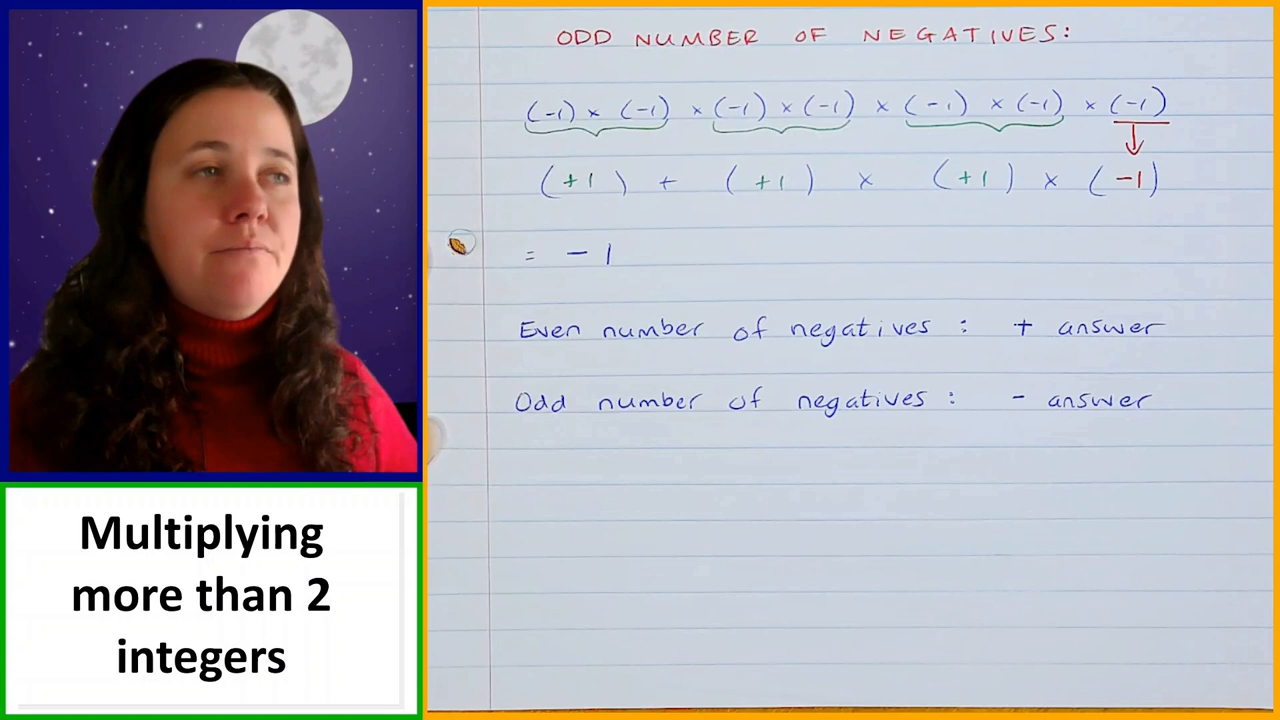 Multiplying
more than 2
integers
ODD NUMBER OF NEGATIVES:
(-1) × (-1) × (-1) × (-1) × (-1) × (-1) × (-1)
(+1) + (+1) × (+1) × (-1)
= -1
Even number of negatives : + answer
Odd number of negatives : - answer